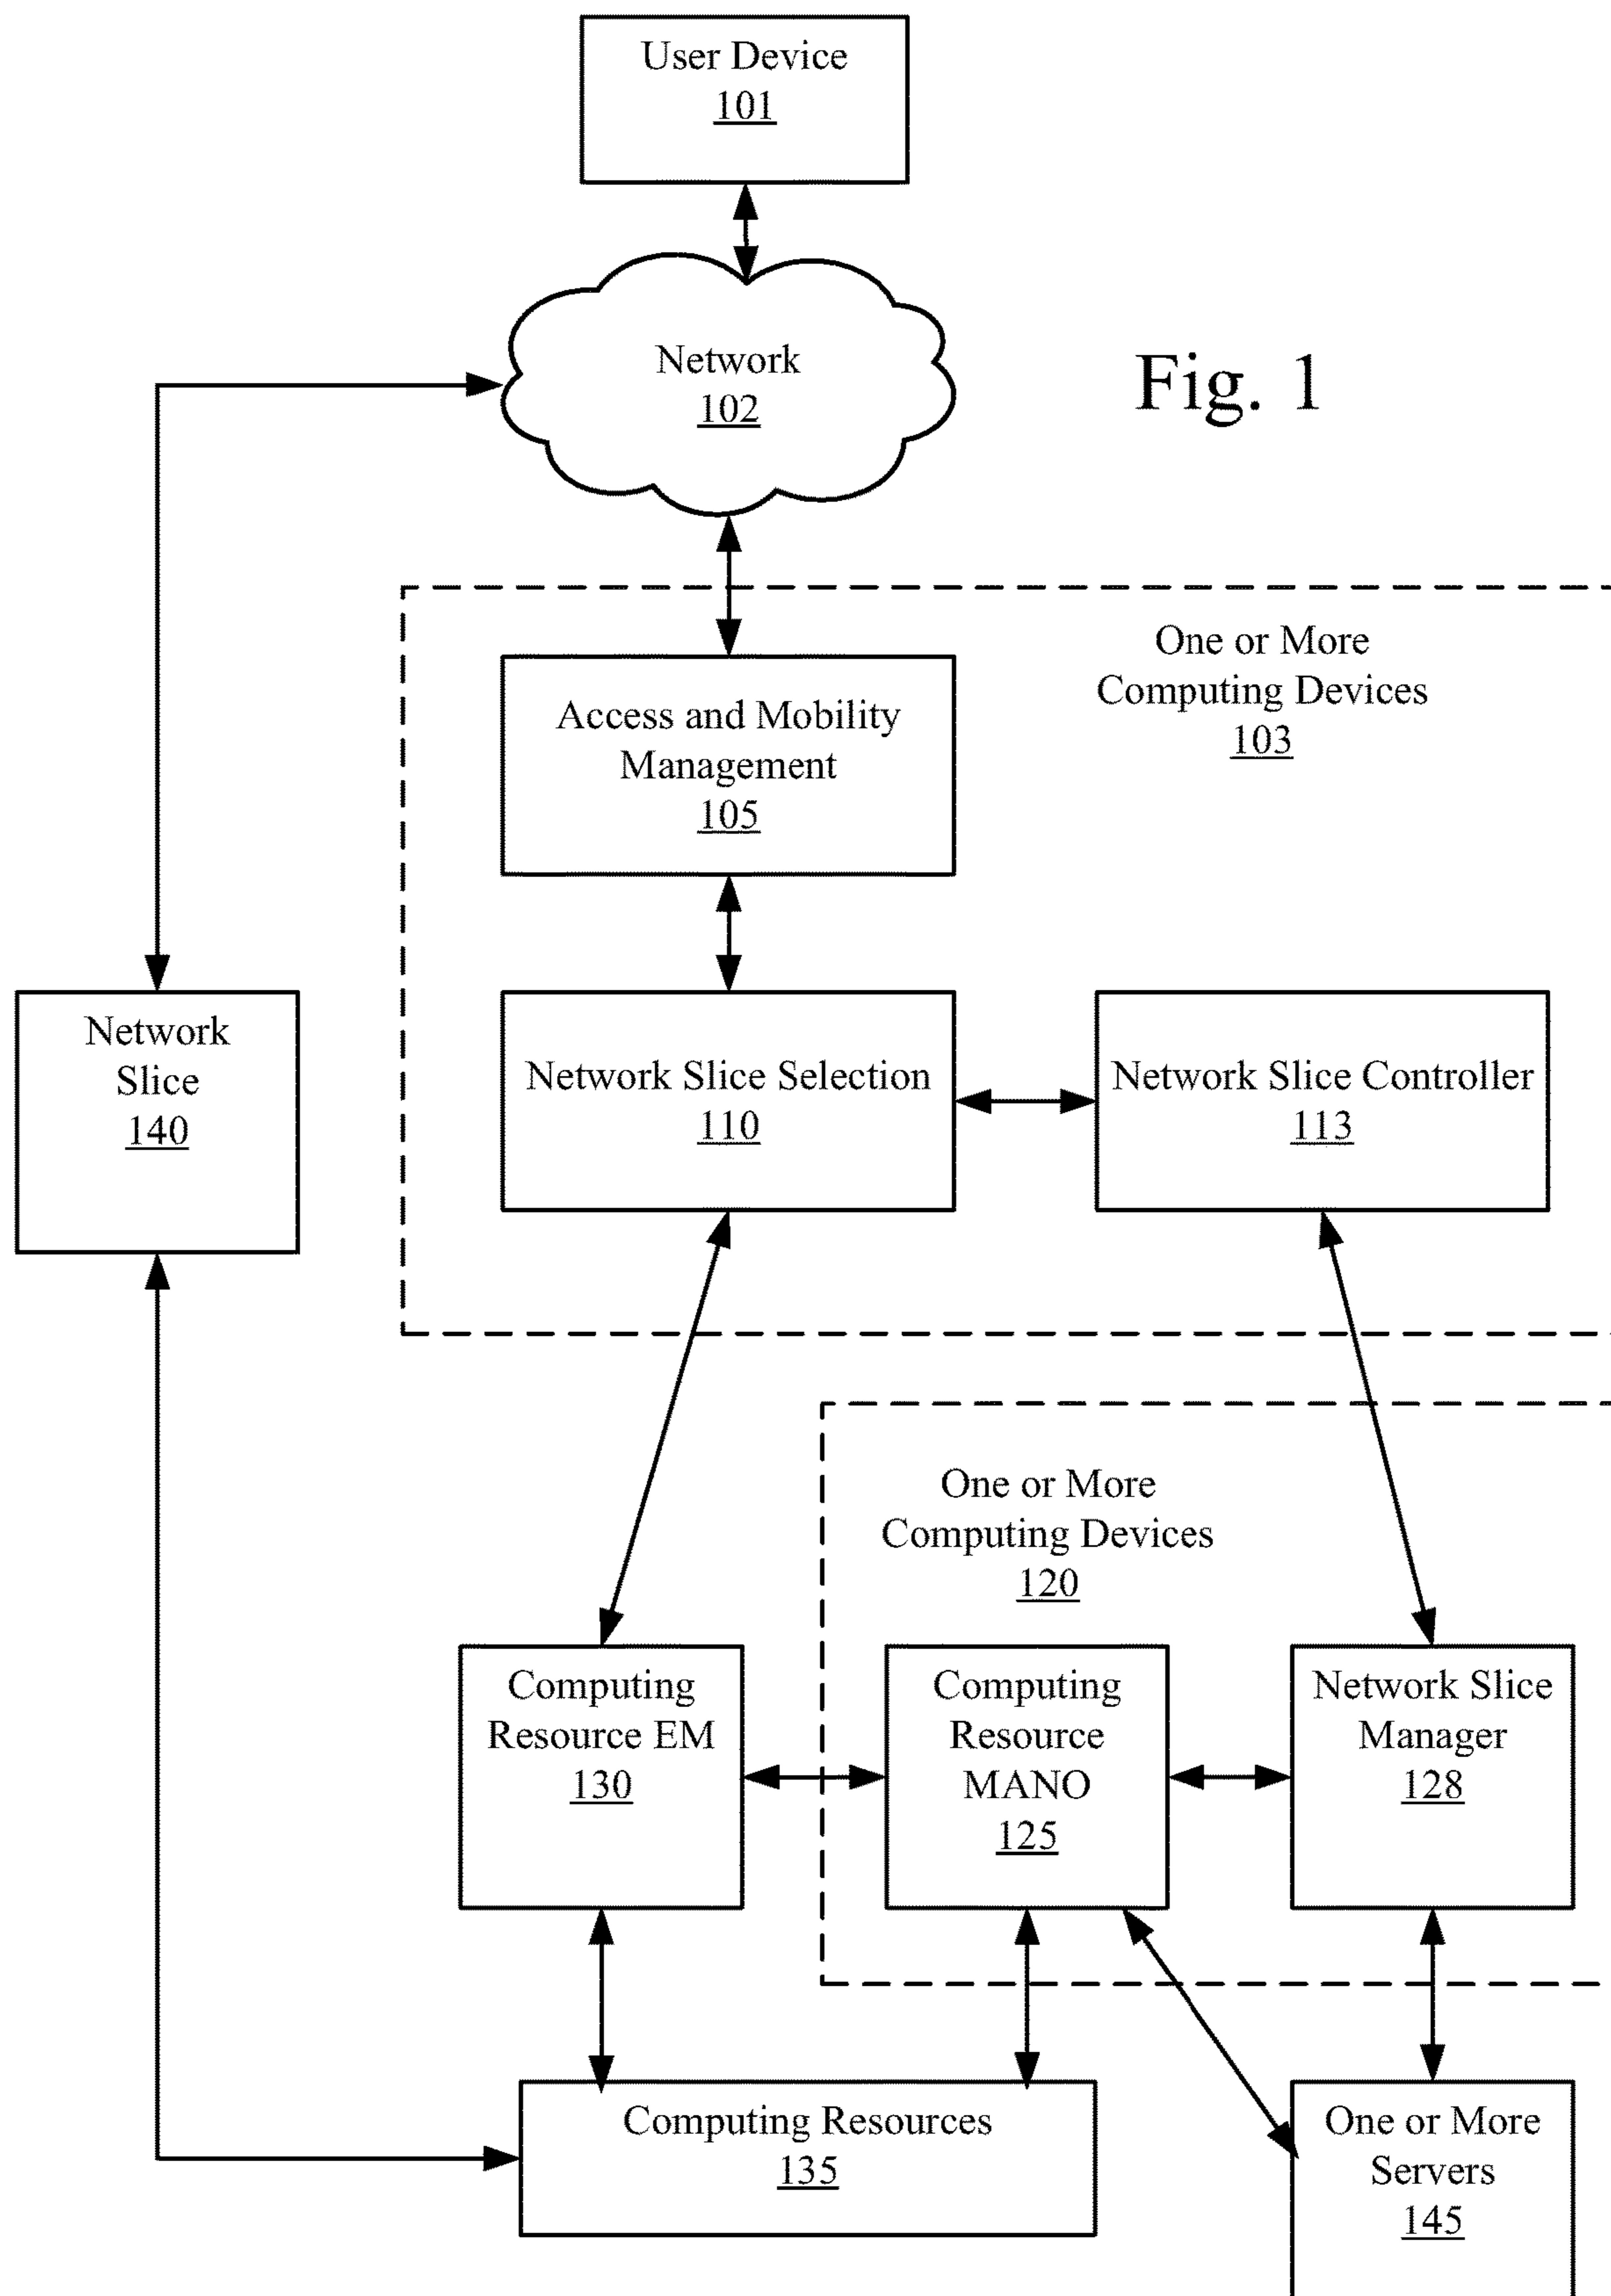 User Device
101
Network
102
Fig. 1
One or More
Computing Devices
103
Access and Mobility
Management
105
Network
Slice
140
Network Slice Selection
110
Network Slice Controller
113
One or More
Computing Devices
120
Computing
Resource EM
130
Computing
Resource
MANO
125
Network Slice
Manager
128
Computing Resources
135
One or More
Servers
145